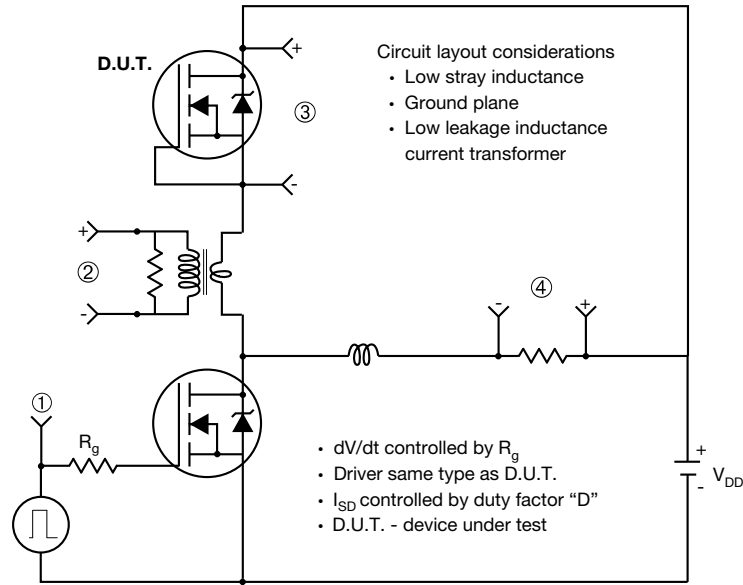 D.U.T.
+
-
③
Circuit layout considerations
• Low stray inductance
• Ground plane
• Low leakage inductance
current transformer
+
②
-
-
④
+
①
R_g
• dV/dt controlled by R_g
• Driver same type as D.U.T.
• I_SD controlled by duty factor “D”
• D.U.T. - device under test
+
-
V_DD